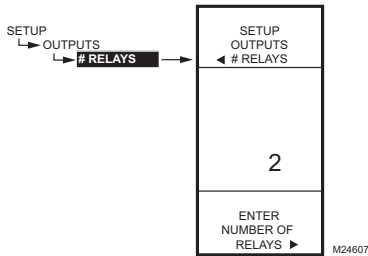 SETUP
OUTPUTS
# RELAYS
SETUP
OUTPUTS
◄ # RELAYS
2
ENTER
NUMBER OF
RELAYS ►
M24607